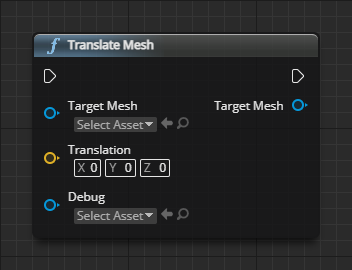 f Translate Mesh
Target Mesh Target Mesh
Select Asset
Translation
X 0 Y 0 Z 0
Debug
Select Asset